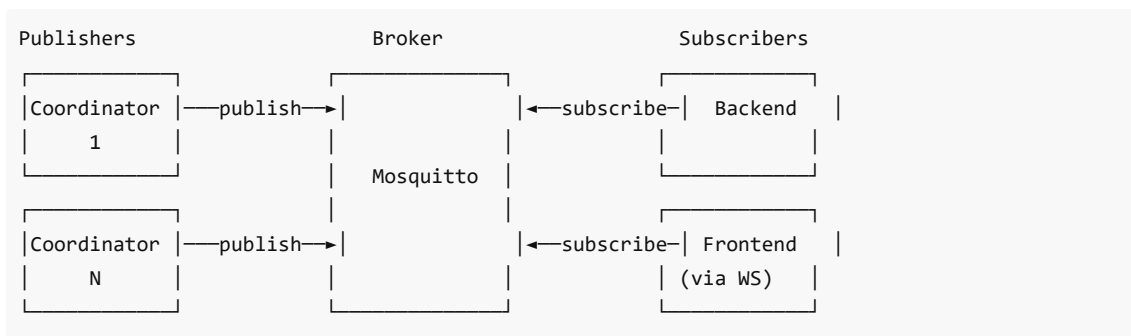 Publishers Broker Subscribers
Coordinator publish subscribe Backend
1
Mosquitto
Coordinator publish subscribe Frontend
N (via WS)